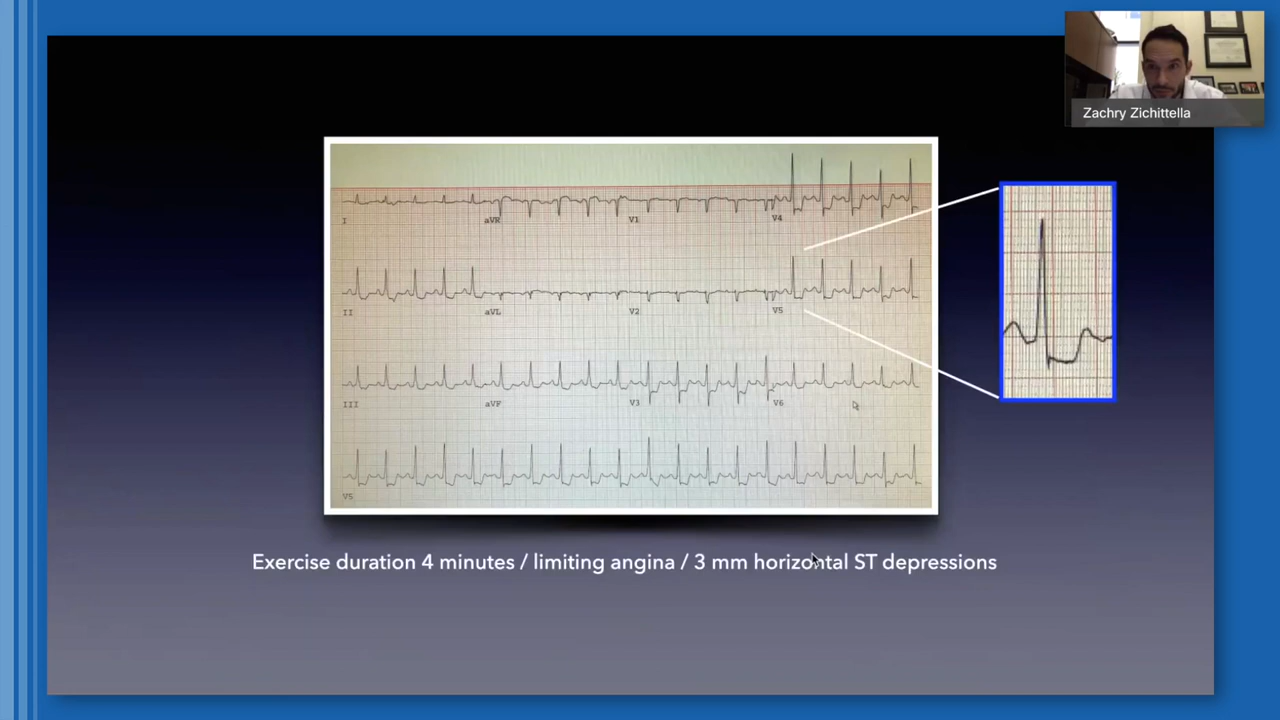 Zachry Zichittella
I aVR V1 V4
II aVL V2 V5
III aVF V3 V6
V5
Exercise duration 4 minutes / limiting angina / 3 mm horizontal ST depressions